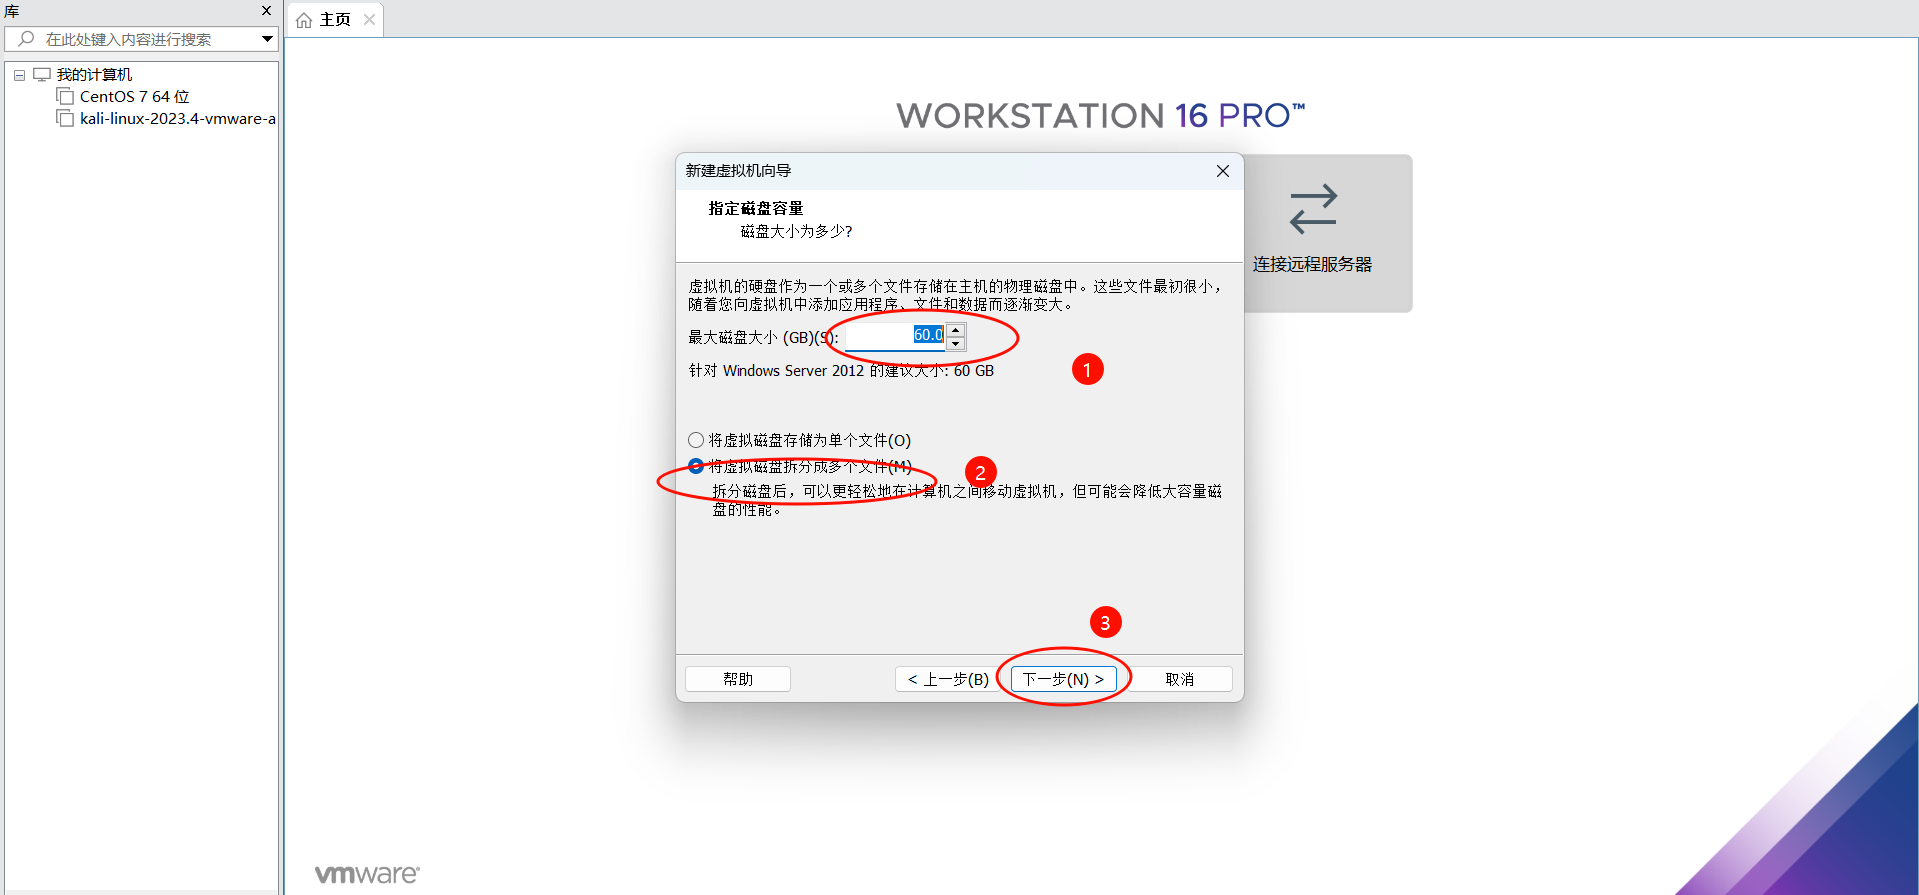 库
在此处键入内容进行搜索
我的计算机
CentOS 7 64 位
kali-linux-2023.4-vmware-a
主页
WORKSTATION 16 PRO™
连接远程服务器
新建虚拟机向导
指定磁盘容量
磁盘大小为多少?
虚拟机的硬盘作为一个或多个文件存储在主机的物理磁盘中。这些文件最初很小，
随着您向虚拟机中添加应用程序、文件和数据而逐渐变大。
最大磁盘大小 (GB)(S): 60.0
针对 Windows Server 2012 的建议大小: 60 GB
1
将虚拟磁盘存储为单个文件(O)
将虚拟磁盘拆分成多个文件(M)
2
拆分磁盘后，可以更轻松地在计算机之间移动虚拟机，但可能会降低大容量磁
盘的性能。
3
帮助
< 上一步(B)
下一步(N) >
取消
vmware